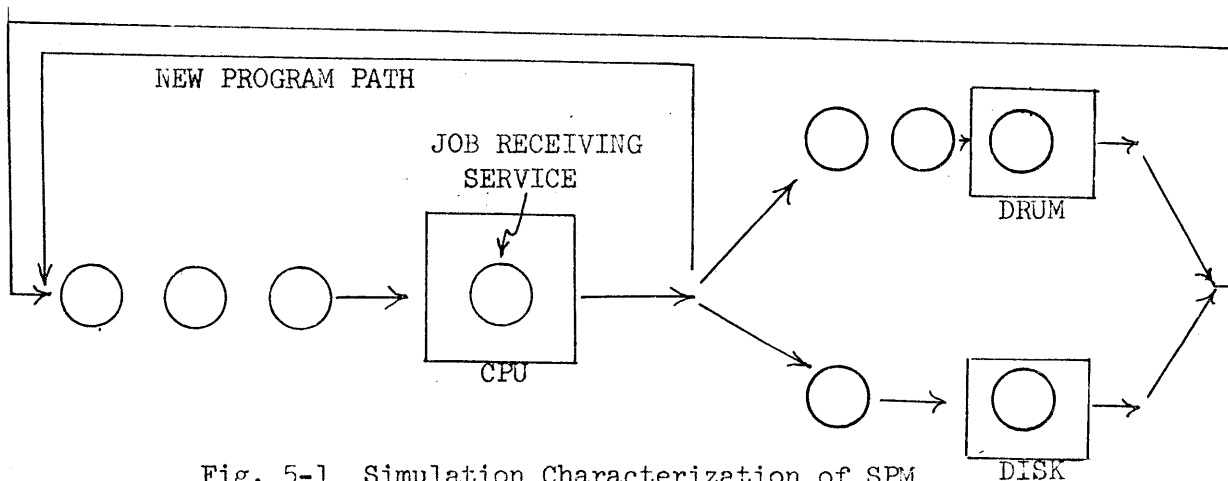 NEW PROGRAM PATH
JOB RECEIVING
SERVICE
DRUM
CPU
DISK
Fig. 5-1 Simulation Characterization of SPM